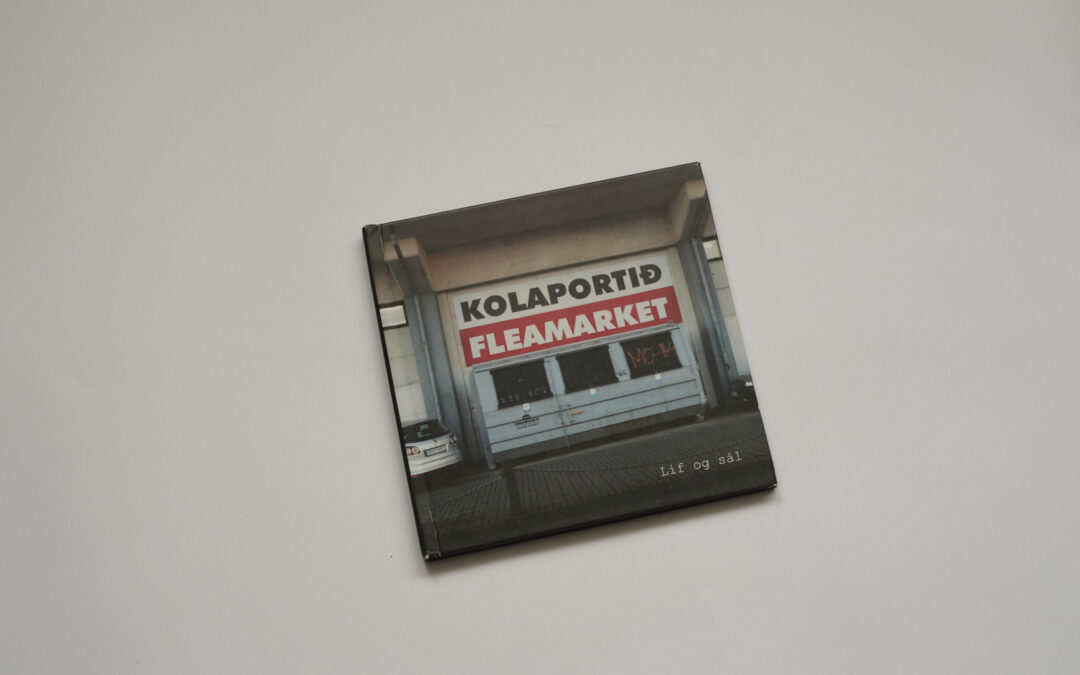 KOLAPORTIÐ
FLEAMARKET
Líf og sál